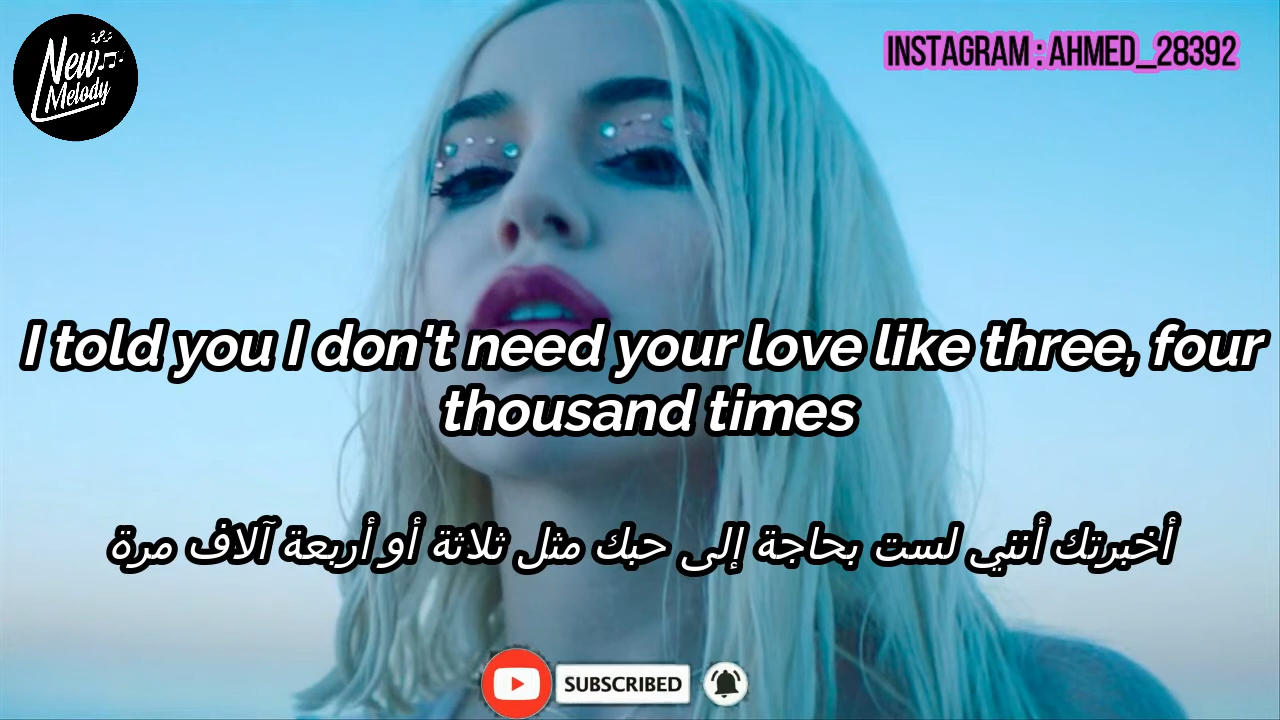 ترجمة
New
Melody
INSTAGRAM : AHMED_28392
I told you I don't need your love like three, four
thousand times
أخبرتك أنني لست بحاجة إلى حبك مثل ثلاثة أو أربعة آلاف مرة
SUBSCRIBED